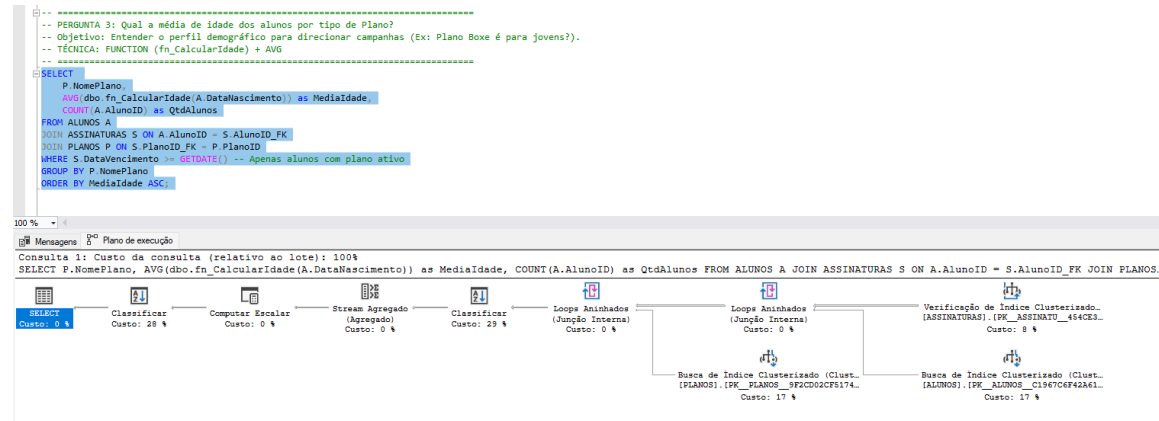 -- ==============================================================================
-- PERGUNTA 3: Qual a média de idade dos alunos por tipo de Plano?
-- Objetivo: Entender o perfil demográfico para direcionar campanhas (Ex: Plano Boxe é para jovens?).
-- TÉCNICA: FUNCTION (fn_CalcularIdade) + AVG
-- ==============================================================================
SELECT
P.NomePlano,
AVG(dbo.fn_CalcularIdade(A.DataNascimento)) as MediaIdade,
COUNT(A.AlunoID) as QtdAlunos
FROM ALUNOS A
JOIN ASSINATURAS S ON A.AlunoID = S.AlunoID_FK
JOIN PLANOS P ON S.PlanoID_FK = P.PlanoID
WHERE S.DataVencimento >= GETDATE() -- Apenas alunos com plano ativo
GROUP BY P.NomePlano
ORDER BY MediaIdade ASC;
100 %
Mensagens Plano de execução
Consulta 1: Custo da consulta (relativo ao lote): 100%
SELECT P.NomePlano, AVG(dbo.fn_CalcularIdade(A.DataNascimento)) as MediaIdade, COUNT(A.AlunoID) as QtdAlunos FROM ALUNOS A JOIN ASSINATURAS S ON A.AlunoID = S.AlunoID_FK JOIN PLANOS…
SELECT
Custo: 0 %
Classificar
Custo: 28 %
Computar Escalar
Custo: 0 %
Stream Agregado
(Agregado)
Custo: 0 %
Classificar
Custo: 29 %
Loops Aninhados
(Junção Interna)
Custo: 0 %
Loops Aninhados
(Junção Interna)
Custo: 0 %
Verificação de Índice Clusterizado…
[ASSINATURAS].[PK__ASSINATU__454CE3…
Custo: 8 %
Busca de Índice Clusterizado (Clust…
[PLANOS].[PK__PLANOS__9F2CD02CF5174…
Custo: 17 %
Busca de Índice Clusterizado (Clust…
[ALUNOS].[PK__ALUNOS__C1967C6F42A61…
Custo: 17 %